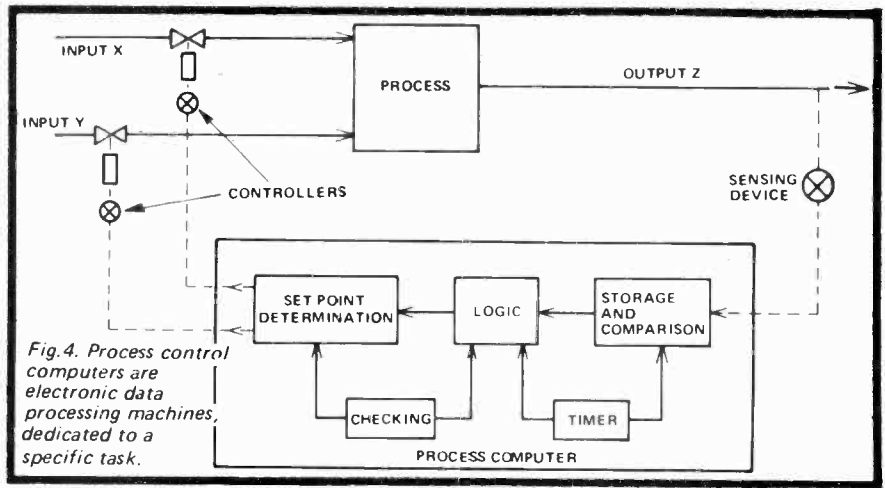 INPUT X
PROCESS
OUTPUT Z
INPUT Y
CONTROLLERS
SENSING
DEVICE
SET POINT
DETERMINATION
LOGIC
STORAGE
AND
COMPARISON
CHECKING
TIMER
PROCESS COMPUTER
Fig.4. Process control
computers are
electronic data
processing machines,
dedicated to a
specific task.